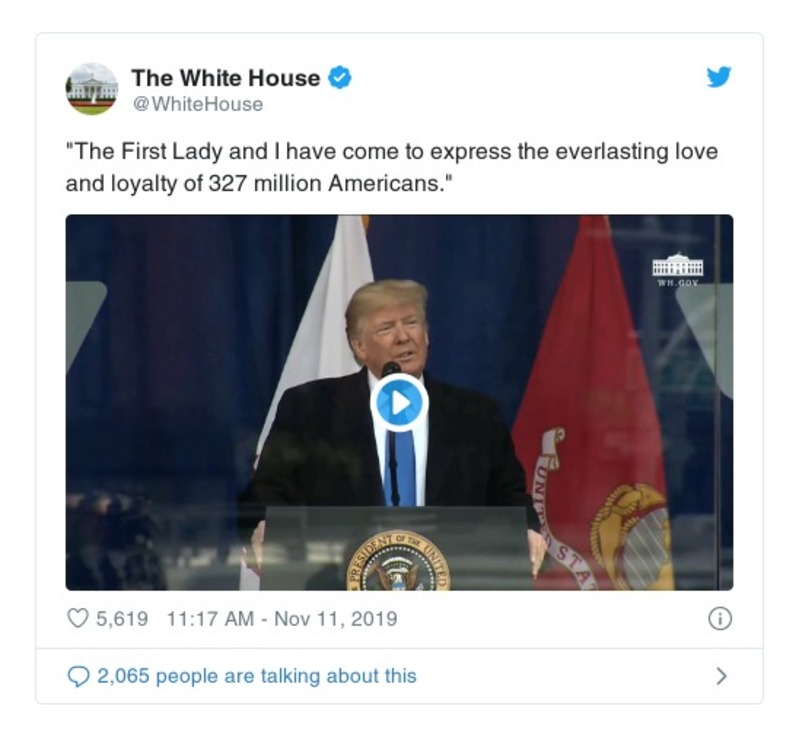 The White House
@WhiteHouse
"The First Lady and I have come to express the everlasting love
and loyalty of 327 million Americans."
WH.GOV
UNITED STAT
PRESIDENT OF THE UNITED
5,619 11:17 AM - Nov 11, 2019
2,065 people are talking about this